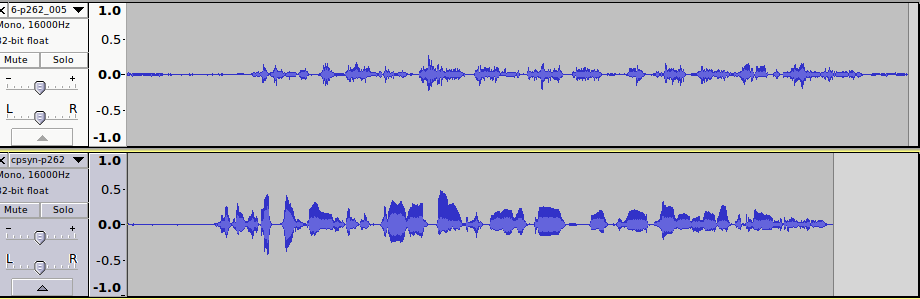 6-p262_005
Mono, 16000Hz
32-bit float
Mute Solo
- +
L R
1.0
0.5-
0.0-
-0.5-
-1.0
cpsyn-p262
Mono, 16000Hz
32-bit float
Mute Solo
- +
L R
1.0
0.5-
0.0-
-0.5-
-1.0